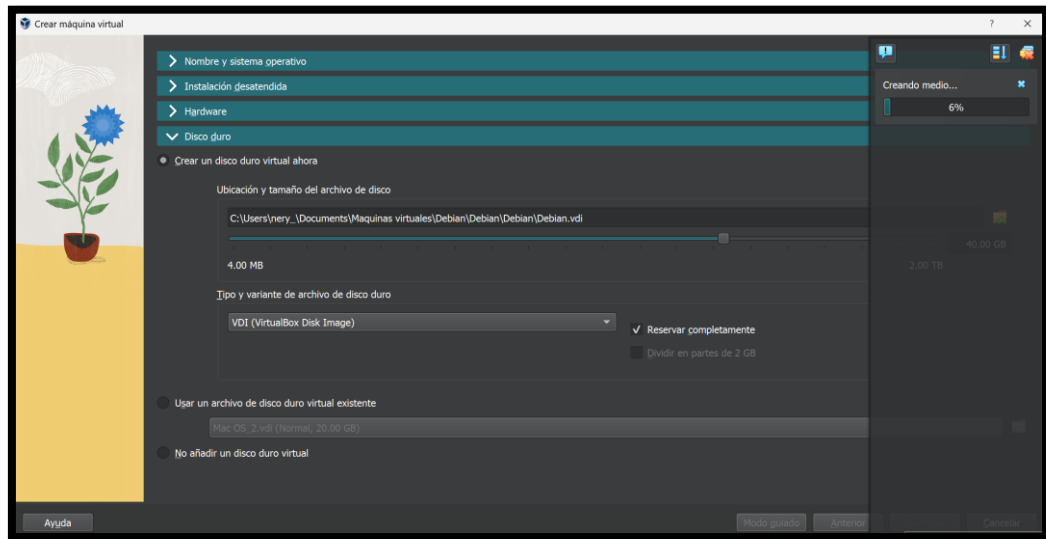 Crear máquina virtual
Nombre y sistema operativo
Instalación desatendida
Hardware
Disco duro
Creando medio...
6%
Crear un disco duro virtual ahora
Ubicación y tamaño del archivo de disco
C:\Users\nery_\Documents\Maquinas virtuales\Debian\Debian\Debian\Debian.vdi
40.00 GB
4.00 MB
2.00 TB
Tipo y variante de archivo de disco duro
VDI (VirtualBox Disk Image)
Reservar completamente
Dividir en partes de 2 GB
Usar un archivo de disco duro virtual existente
Mac OS_2.vdi (Normal, 20.00 GB)
No añadir un disco duro virtual
Ayuda
Modo guiado
Anterior
Cancelar